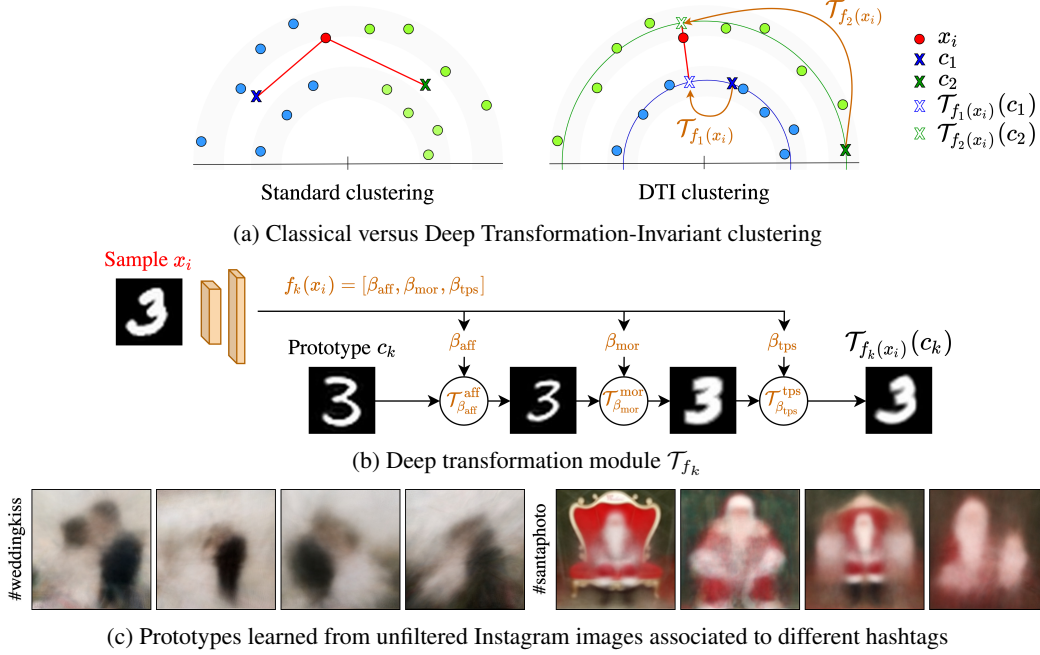 x_i
c_1
c_2
𝒯_{f_1(x_i)}(c_1)
𝒯_{f_2(x_i)}(c_2)
𝒯_{f_2(x_i)}
𝒯_{f_1(x_i)}
Standard clustering
DTI clustering
(a) Classical versus Deep Transformation-Invariant clustering
Sample x_i
f_k(x_i) = [β_aff, β_mor, β_tps]
Prototype c_k
β_aff
β_mor
β_tps
𝒯_{f_k(x_i)}(c_k)
𝒯^aff_{β_aff}
𝒯^mor_{β_mor}
𝒯^tps_{β_tps}
(b) Deep transformation module 𝒯_{f_k}
#weddingkiss
#santaphoto
(c) Prototypes learned from unfiltered Instagram images associated to different hashtags